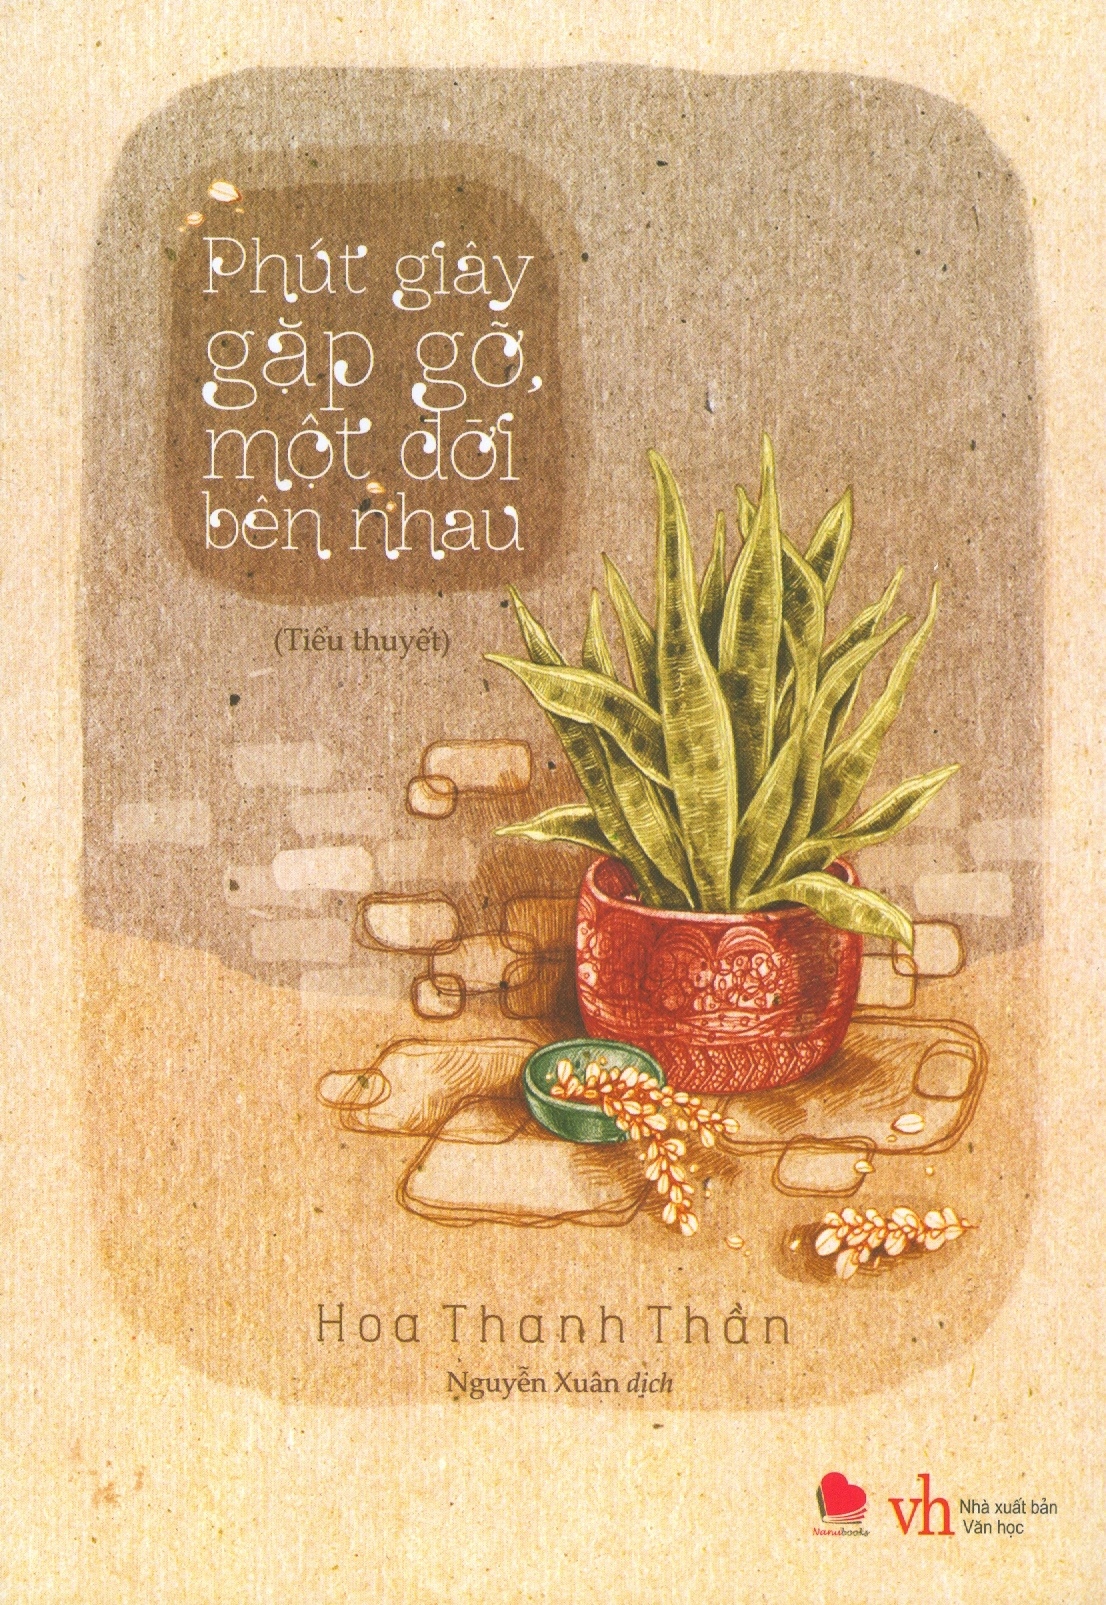 Phút giây
gặp gỡ,
một đời
bên nhau
(Tiểu thuyết)
Hoa Thanh Thần
Nguyễn Xuân dịch
Nanubooks
vh
Nhà xuất bản
Văn học